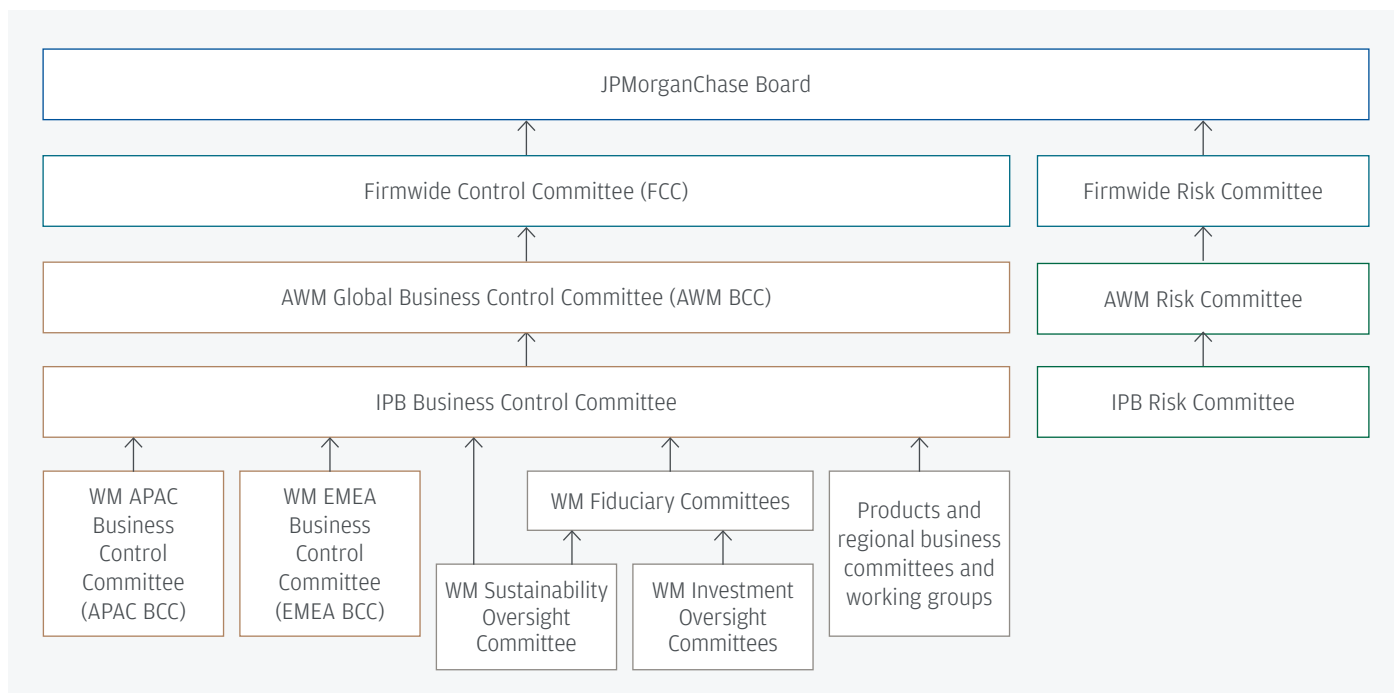 JPMorganChase Board
Firmwide Control Committee (FCC)
Firmwide Risk Committee
AWM Global Business Control Committee (AWM BCC)
AWM Risk Committee
IPB Business Control Committee
IPB Risk Committee
WM APAC
Business
Control
Committee
(APAC BCC)
WM EMEA
Business
Control
Committee
(EMEA BCC)
WM Fiduciary Committees
WM Sustainability
Oversight
Committee
WM Investment
Oversight
Committees
Products and
regional business
committees and
working groups